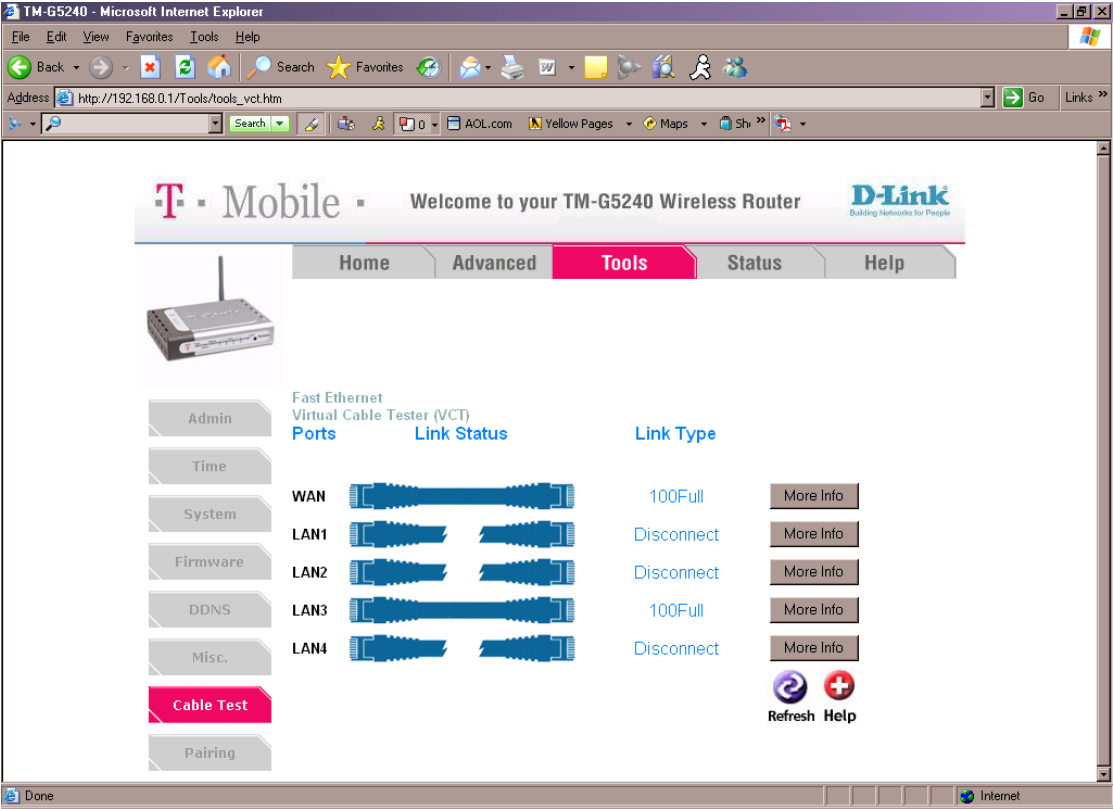 TM-G5240 - Microsoft Internet Explorer
File Edit View Favorites Tools Help
Back Search Favorites
Address http://192.168.0.1/Tools/tools_vct.htm Go Links »
Search 0 AOL.com Yellow Pages Maps »
T · Mobile · Welcome to your TM-G5240 Wireless Router D-Link
Building Networks for People
Home Advanced Tools Status Help
Fast Ethernet
Admin
Virtual Cable Tester (VCT)
Ports Link Status Link Type
Time
WAN 100Full More Info
System
LAN1 Disconnect More Info
Firmware
LAN2 Disconnect More Info
DDNS
LAN3 100Full More Info
Misc.
LAN4 Disconnect More Info
Cable Test
Refresh Help
Pairing
Done Internet